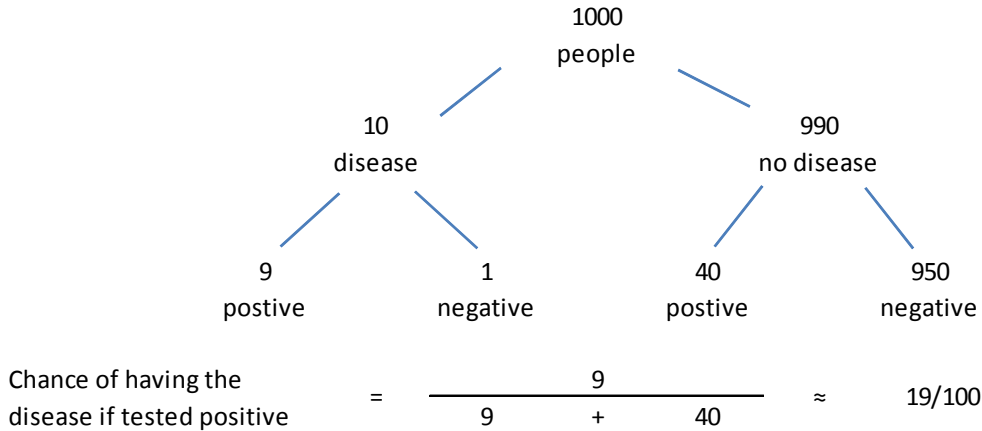 1000
people
10
disease
990
no disease
9
postive
1
negative
40
postive
950
negative
Chance of having the
disease if tested positive
=
9
9 + 40
≈
19/100